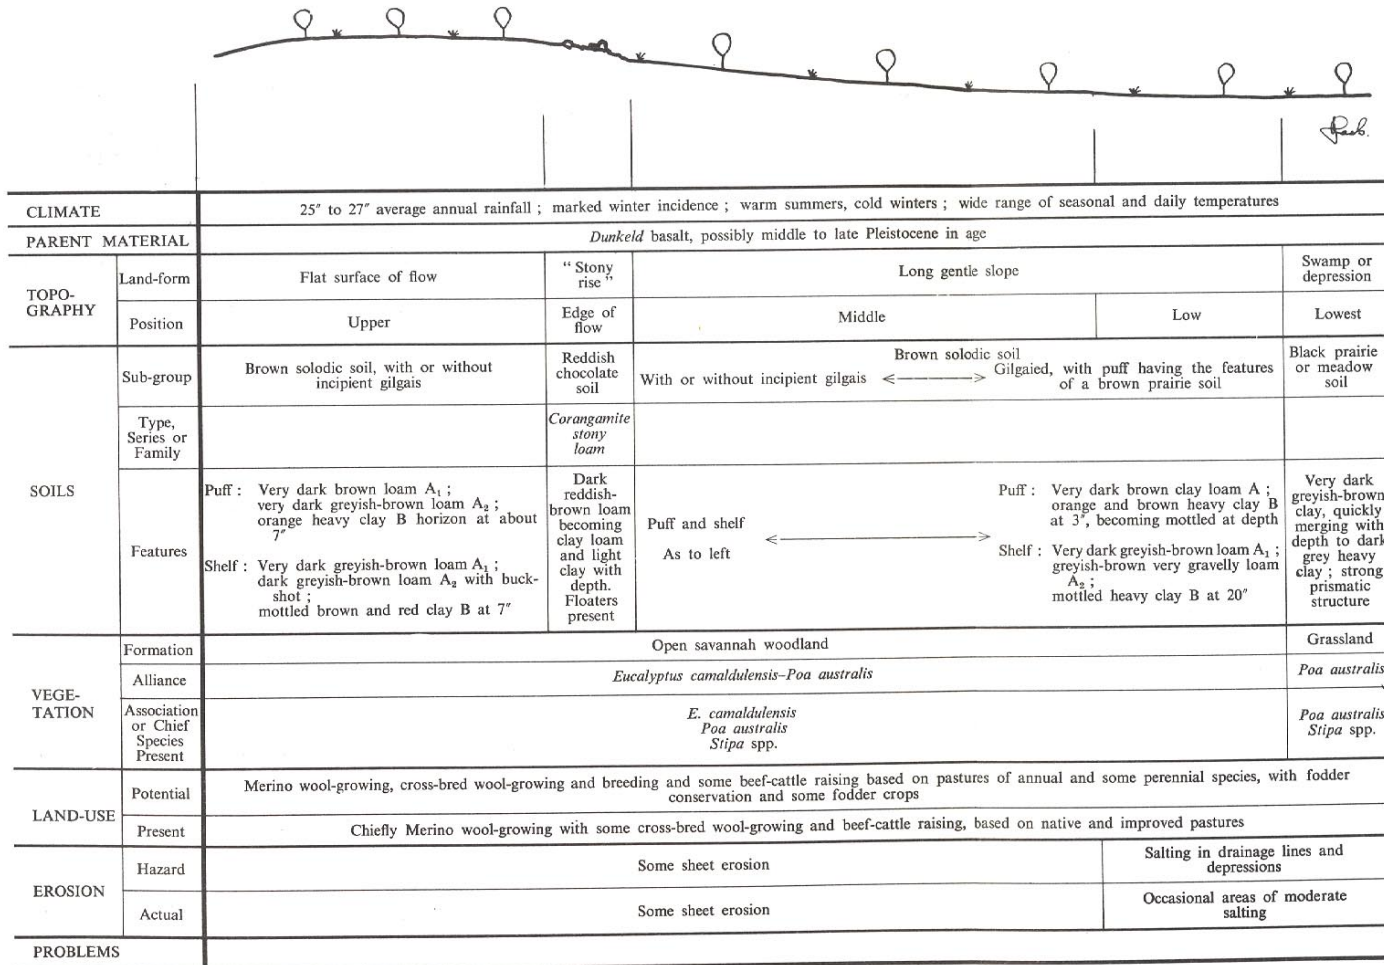 CLIMATE
25″ to 27″ average annual rainfall ; marked winter incidence ; warm summers, cold winters ; wide range of seasonal and daily temperatures
PARENT MATERIAL
Dunkeld basalt, possibly middle to late Pleistocene in age
TOPO-
GRAPHY
Land-form
Flat surface of flow
“ Stony
rise ”
Long gentle slope
Swamp or
depression
Position
Upper
Edge of
flow
Middle
Low
Lowest
SOILS
Sub-group
Brown solodic soil, with or without
incipient gilgais
Reddish
chocolate
soil
Brown solodic soil
With or without incipient gilgais ⟵⟶ Gilgaied, with puff having the features
of a brown prairie soil
Black prairie
or meadow
soil
Type,
Series or
Family
Corangamite
stony
loam
Features
Puff : Very dark brown loam A₁ ;
very dark greyish-brown loam A₂ ;
orange heavy clay B horizon at about
7″
Shelf : Very dark greyish-brown loam A₁ ;
dark greyish-brown loam A₂ with buck-
shot ;
mottled brown and red clay B at 7″
Dark
reddish-
brown loam
becoming
clay loam
and light
clay with
depth.
Floaters
present
Puff and shelf
As to left
Puff : Very dark brown clay loam A ;
orange and brown heavy clay B
at 3″, becoming mottled at depth
Shelf : Very dark greyish-brown loam A₁ ;
greyish-brown very gravelly loam
A₂ ;
mottled heavy clay B at 20″
Very dark
greyish-brown
clay, quickly
merging with
depth to dark
grey heavy
clay ; strong
prismatic
structure
VEGE-
TATION
Formation
Open savannah woodland
Grassland
Alliance
Eucalyptus camaldulensis–Poa australis
Poa australis
Association
or Chief
Species
Present
E. camaldulensis
Poa australis
Stipa spp.
Poa australis
Stipa spp.
LAND-USE
Potential
Merino wool-growing, cross-bred wool-growing and breeding and some beef-cattle raising based on pastures of annual and some perennial species, with fodder
conservation and some fodder crops
Present
Chiefly Merino wool-growing with some cross-bred wool-growing and beef-cattle raising, based on native and improved pastures
EROSION
Hazard
Some sheet erosion
Salting in drainage lines and
depressions
Actual
Some sheet erosion
Occasional areas of moderate
salting
PROBLEMS